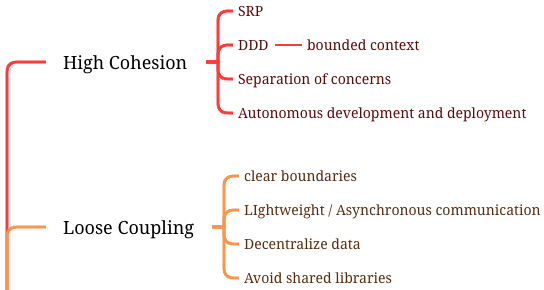 High Cohesion
SRP
DDD
bounded context
Separation of concerns
Autonomous development and deployment
Loose Coupling
clear boundaries
LIghtweight / Asynchronous communication
Decentralize data
Avoid shared libraries